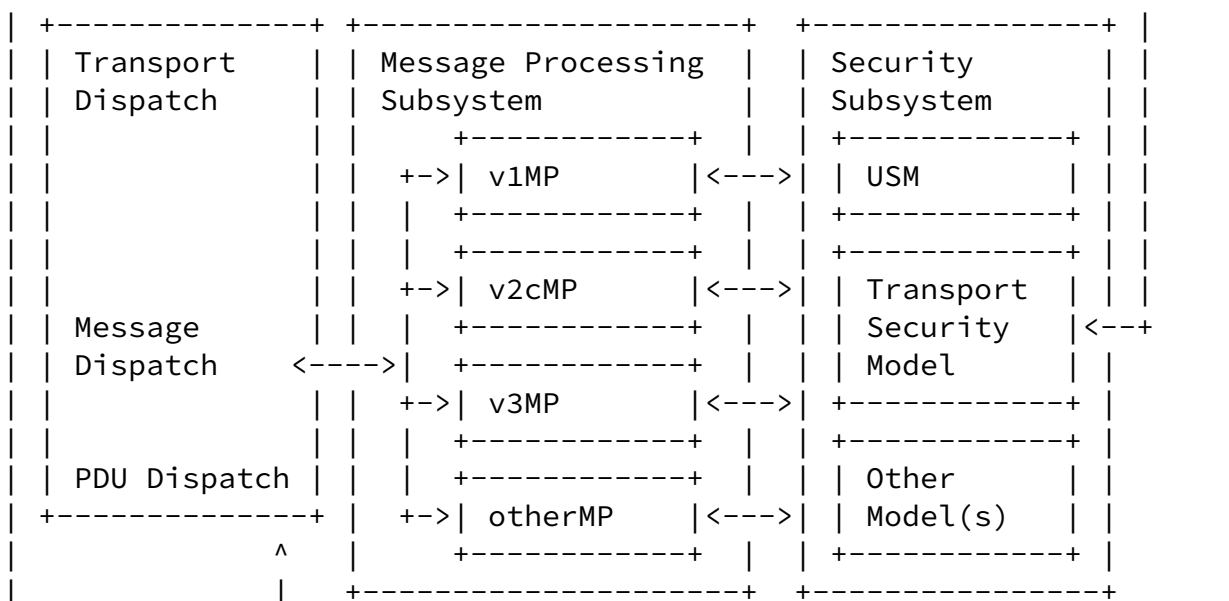 | +--------------+ +---------------------+  +----------------+ |
| | Transport    | | Message Processing  |  | Security       | |
| | Dispatch     | | Subsystem           |  | Subsystem      | |
| |              | |     +------------+  |  | +------------+ | |
| |              | |  +->| v1MP       |<--->| | USM        | | |
| |              | |  |  +------------+  |  | +------------+ | |
| |              | |  |  +------------+  |  | +------------+ | |
| |              | |  +->| v2cMP      |<--->| | Transport  | | |
| | Message      | |  |  +------------+  |  | | Security   |<--+
| | Dispatch    <---->|  +------------+  |  | | Model      | |
| |              | |  +->| v3MP       |<--->| +------------+ |
| |              | |  |  +------------+  |  | +------------+ |
| | PDU Dispatch | |  |  +------------+  |  | | Other      | |
| +--------------+ |  +->| otherMP    |<--->| | Model(s)   | |
|              ^   |     +------------+  |  | +------------+ |
|              |   +---------------------+  +----------------+